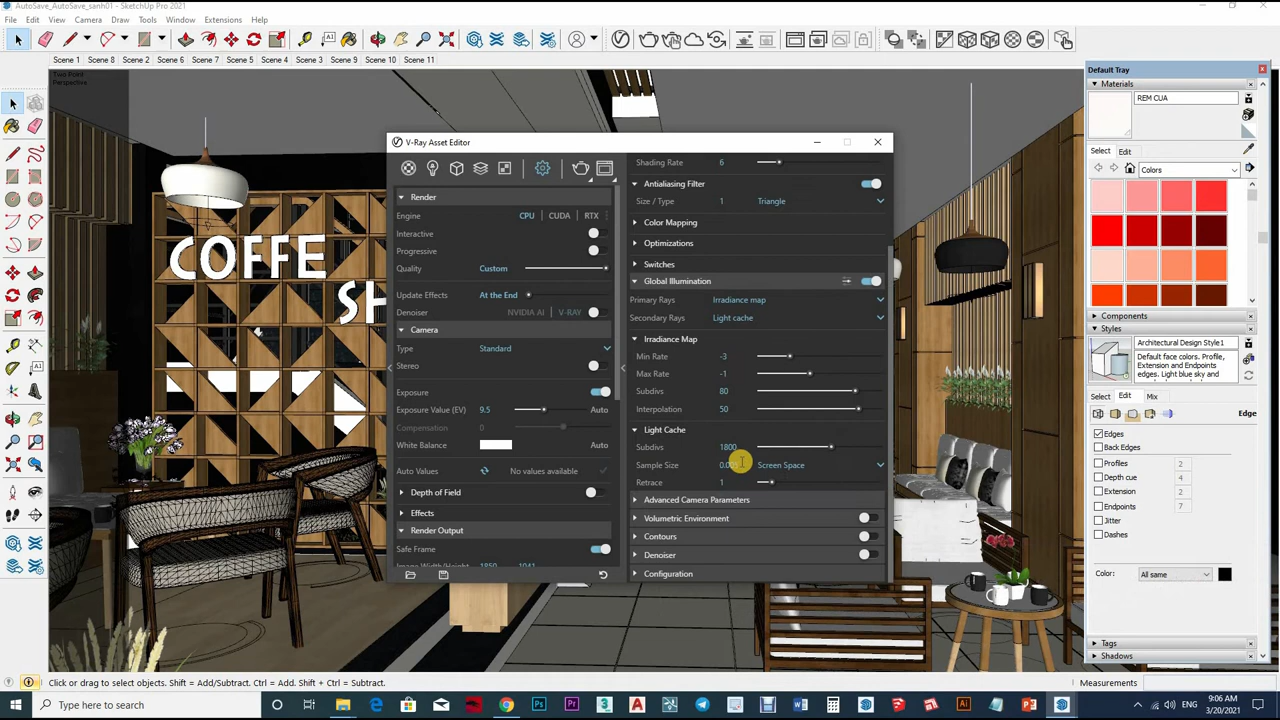 AutoSave_AutoSave_sanh01 - SketchUp Pro 2021
File Edit View Camera Draw Tools Window Extensions Help
Scene 1 Scene 8 Scene 2 Scene 6 Scene 7 Scene 5 Scene 4 Scene 3 Scene 9 Scene 10 Scene 11
Two Point
Perspective
COFFE
SH
V-Ray Asset Editor
Render
Engine CPU | CUDA | RTX
Interactive
Progressive
Quality Custom
Update Effects At the End
Denoiser NVIDIA AI | V-RAY
Camera
Type Standard
Stereo
Exposure
Exposure Value (EV) 9.5 Auto
Compensation 0
White Balance Auto
Auto Values No values available
Depth of Field
Effects
Render Output
Safe Frame
Image Width/Height 1850 1041
Shading Rate 6
Antialiasing Filter
Size / Type 1 Triangle
Color Mapping
Optimizations
Switches
Global Illumination
Primary Rays Irradiance map
Secondary Rays Light cache
Irradiance Map
Min Rate -3
Max Rate -1
Subdivs 80
Interpolation 50
Light Cache
Subdivs 1800
Sample Size Screen Space
Retrace 1
Advanced Camera Parameters
Volumetric Environment
Contours
Denoiser
Configuration
Default Tray
Materials
REM CUA
Select Edit
Colors
Components
Styles
Architectural Design Style1
Default face colors. Profile,
Extension and Endpoints
edges. Light blue sky and
Select Edit Mix
Edge
Edges
Back Edges
Profiles 2
Depth cue 4
Extension 2
Endpoints 7
Jitter
Dashes
Color: All same
Tags
Shadows
Click or drag to select objects. Shift = Add/Subtract. Ctrl = Add. Shift + Ctrl = Subtract.
Measurements
Type here to search
9:06 AM
3/20/2021